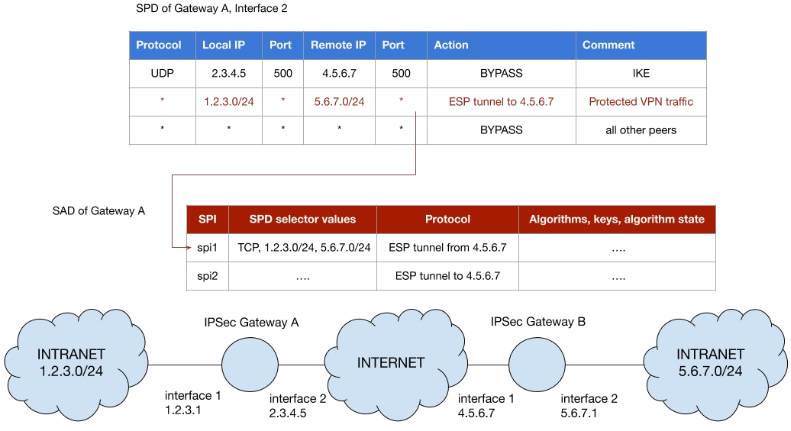 SPD of Gateway A, Interface 2
Protocol Local IP Port Remote IP Port Action Comment
UDP 2.3.4.5 500 4.5.6.7 500 BYPASS IKE
* 1.2.3.0/24 * 5.6.7.0/24 * ESP tunnel to 4.5.6.7 Protected VPN traffic
* * * * * BYPASS all other peers
SAD of Gateway A
SPI SPD selector values Protocol Algorithms, keys, algorithm state
spi1 TCP, 1.2.3.0/24, 5.6.7.0/24 ESP tunnel from 4.5.6.7 ....
spi2 .... ESP tunnel to 4.5.6.7 ....
IPSec Gateway A
IPSec Gateway B
INTRANET
1.2.3.0/24
INTERNET
INTRANET
5.6.7.0/24
interface 1
1.2.3.1
interface 2
2.3.4.5
interface 1
4.5.6.7
interface 2
5.6.7.1